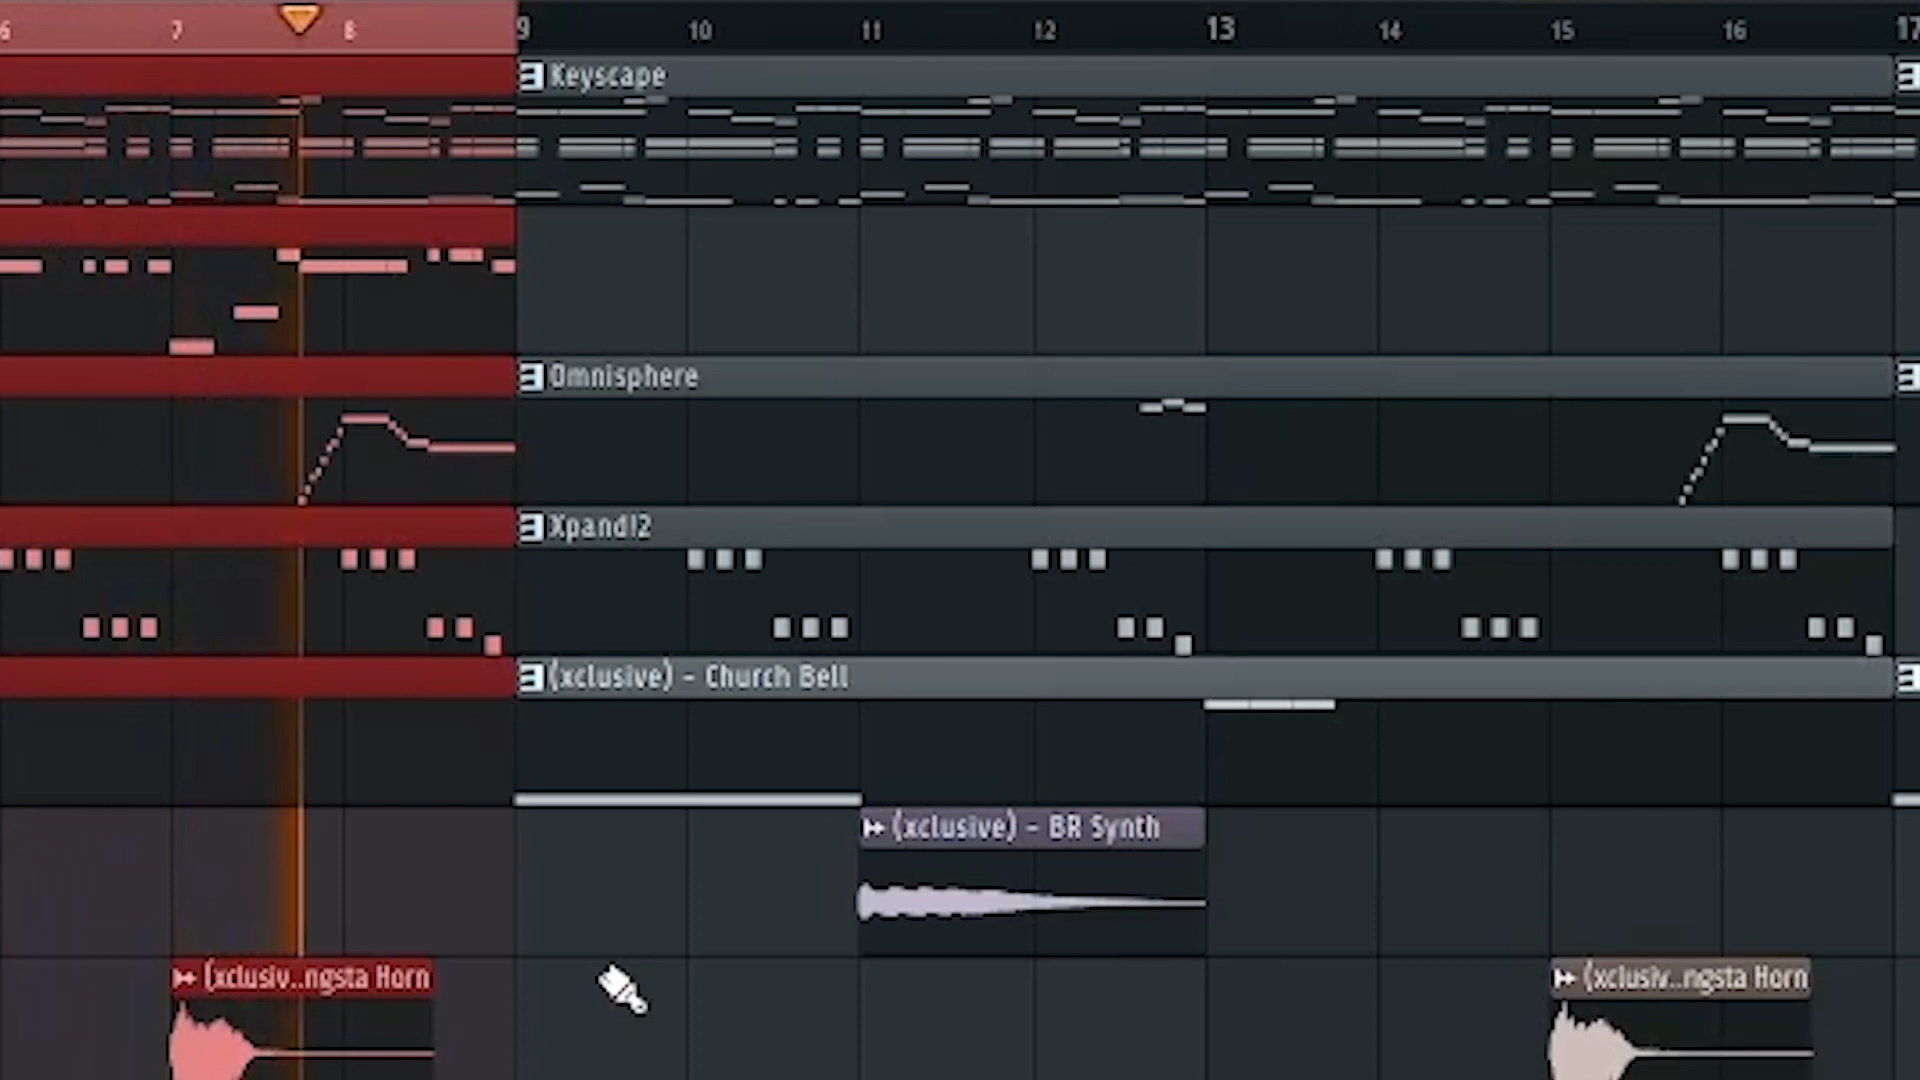 6 7 8 9 10 11 12 13 14 15 16 17
Keyscape
Omnisphere
Xpand!2
(xclusive) - Church Bell
(xclusive) - BR Synth
(xclusiv..ngsta Horn (xclusiv..ngsta Horn